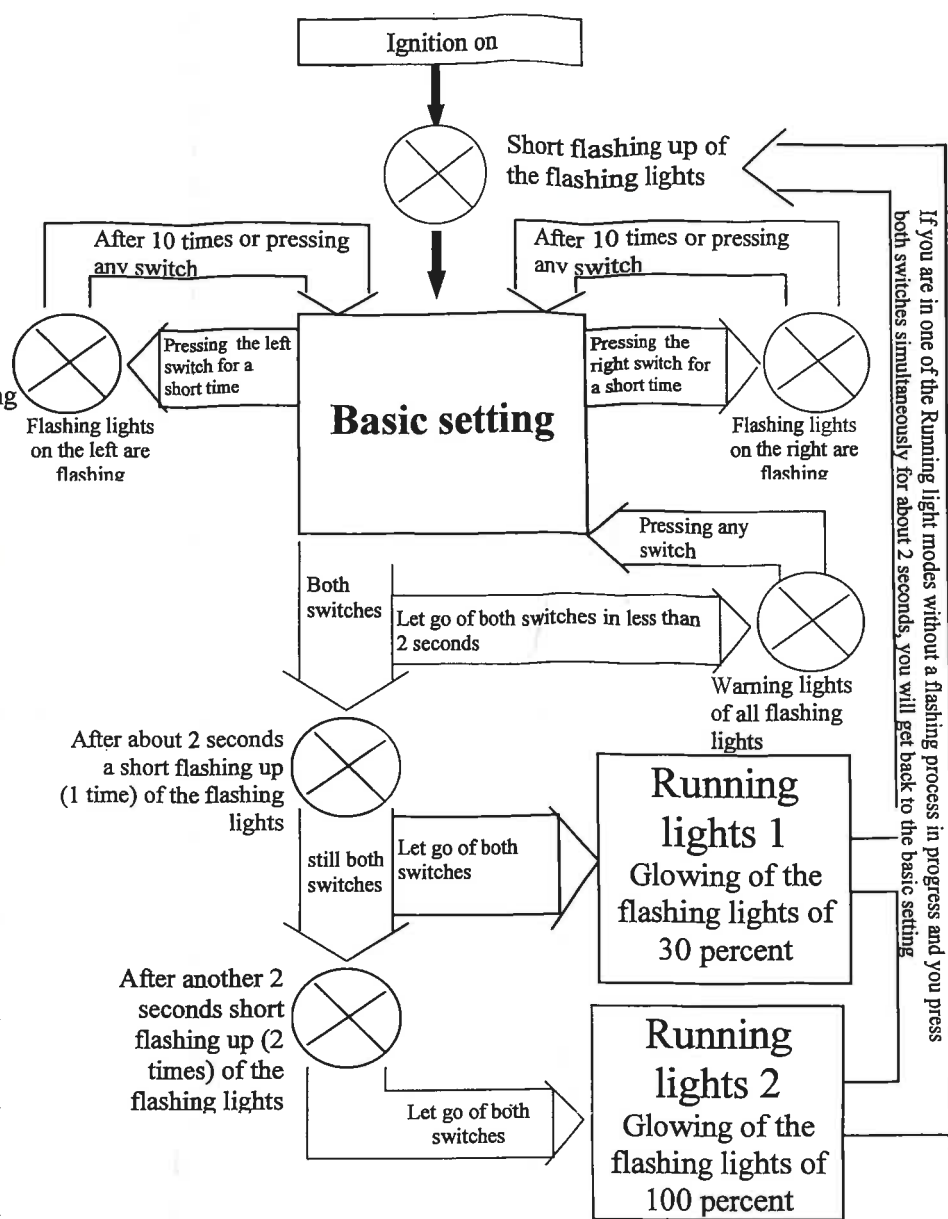 Ignition on
Short flashing up of
the flashing lights
After 10 times or pressing
any switch
After 10 times or pressing
any switch
Pressing the left
switch for a
short time
Pressing the
right switch for
a short time
ng
Flashing lights
on the left are
flashing
Basic setting
Flashing lights
on the right are
flashing
Pressing any
switch
Both
switches
Let go of both switches in less than
2 seconds
Warning lights
of all flashing
lights
After about 2 seconds
a short flashing up
(1 time) of the flashing
lights
still both
switches
Let go of both
switches
Running
lights 1
Glowing of the
flashing lights of
30 percent
After another 2
seconds short
flashing up (2
times) of the
flashing lights
Let go of both
switches
Running
lights 2
Glowing of the
flashing lights of
100 percent
If you are in one of the Running light modes without a flashing process in progress and you press
both switches simultaneously for about 2 seconds, you will get back to the basic setting